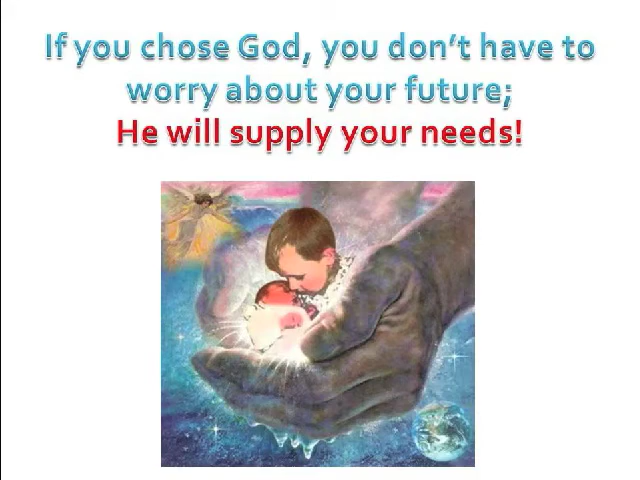 If you chose God, you don't have to
worry about your future;
He will supply your needs!